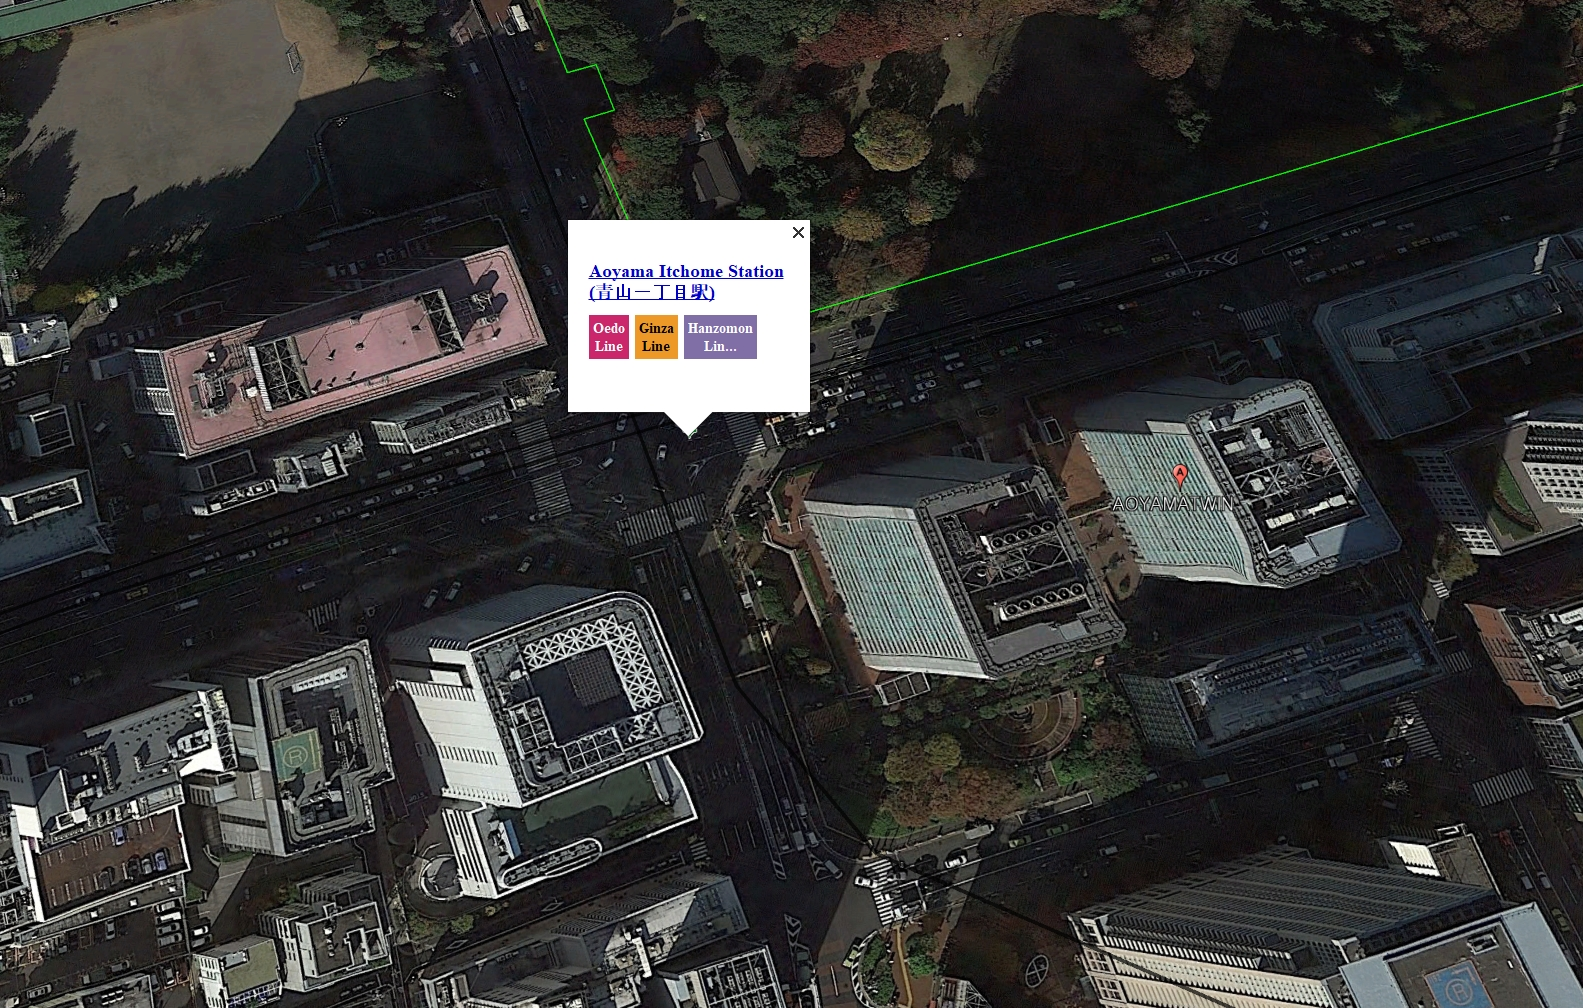 Aoyama Itchome Station
(青山一丁目駅)
Oedo
Line
Ginza
Line
Hanzomon
Lin...
A
AOYAMATWIN
R
R